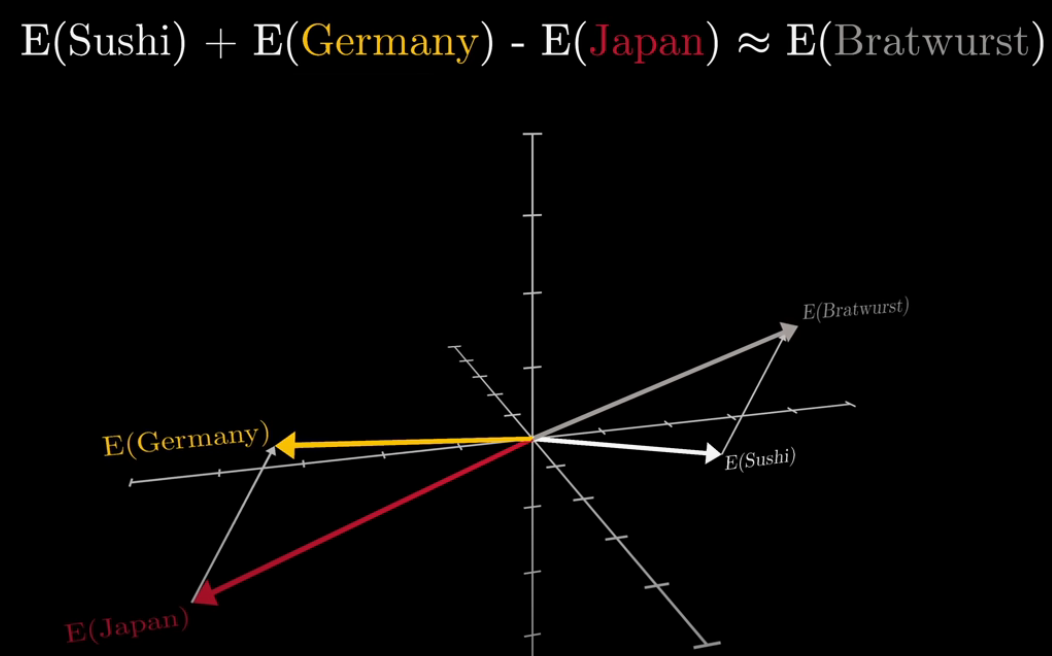 E(Sushi) + E(Germany) - E(Japan) ≈ E(Bratwurst)
E(Bratwurst)
E(Germany)
E(Sushi)
E(Japan)